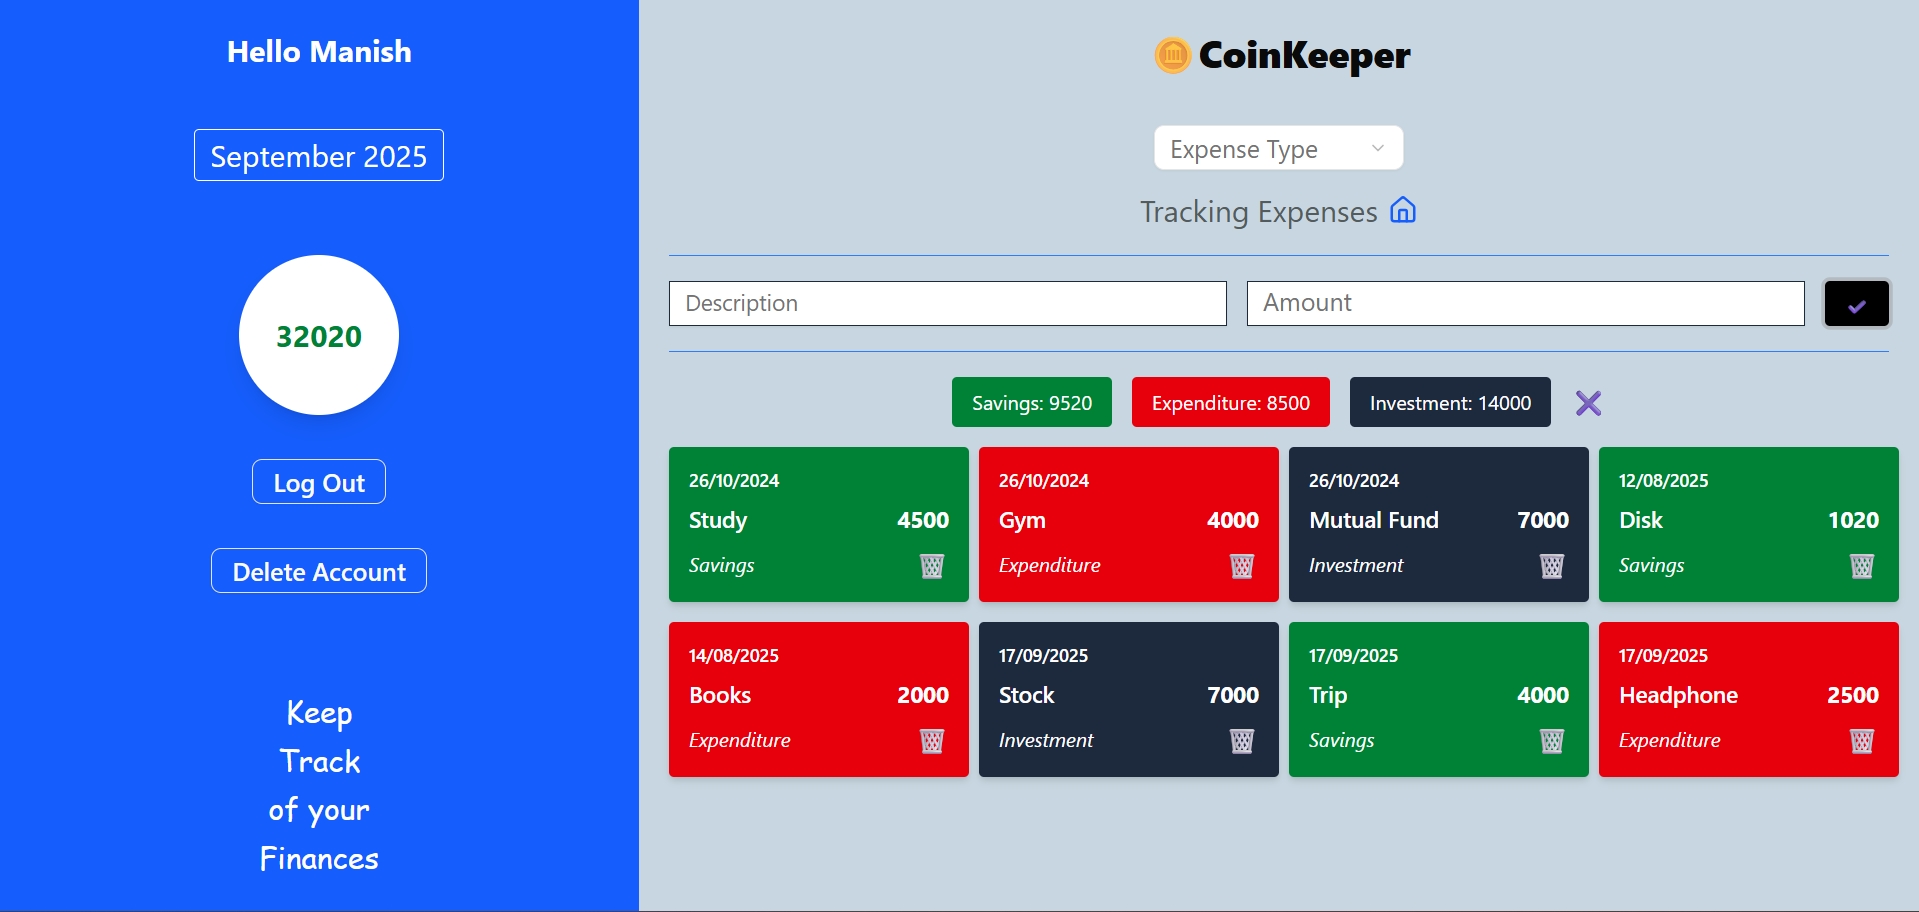 Hello Manish
September 2025
32020
Log Out
Delete Account
Keep
Track
of your
Finances
CoinKeeper
Expense Type
Tracking Expenses
Description
Amount
Savings: 9520
Expenditure: 8500
Investment: 14000
26/10/2024
Study 4500
Savings
26/10/2024
Gym 4000
Expenditure
26/10/2024
Mutual Fund 7000
Investment
12/08/2025
Disk 1020
Savings
14/08/2025
Books 2000
Expenditure
17/09/2025
Stock 7000
Investment
17/09/2025
Trip 4000
Savings
17/09/2025
Headphone 2500
Expenditure